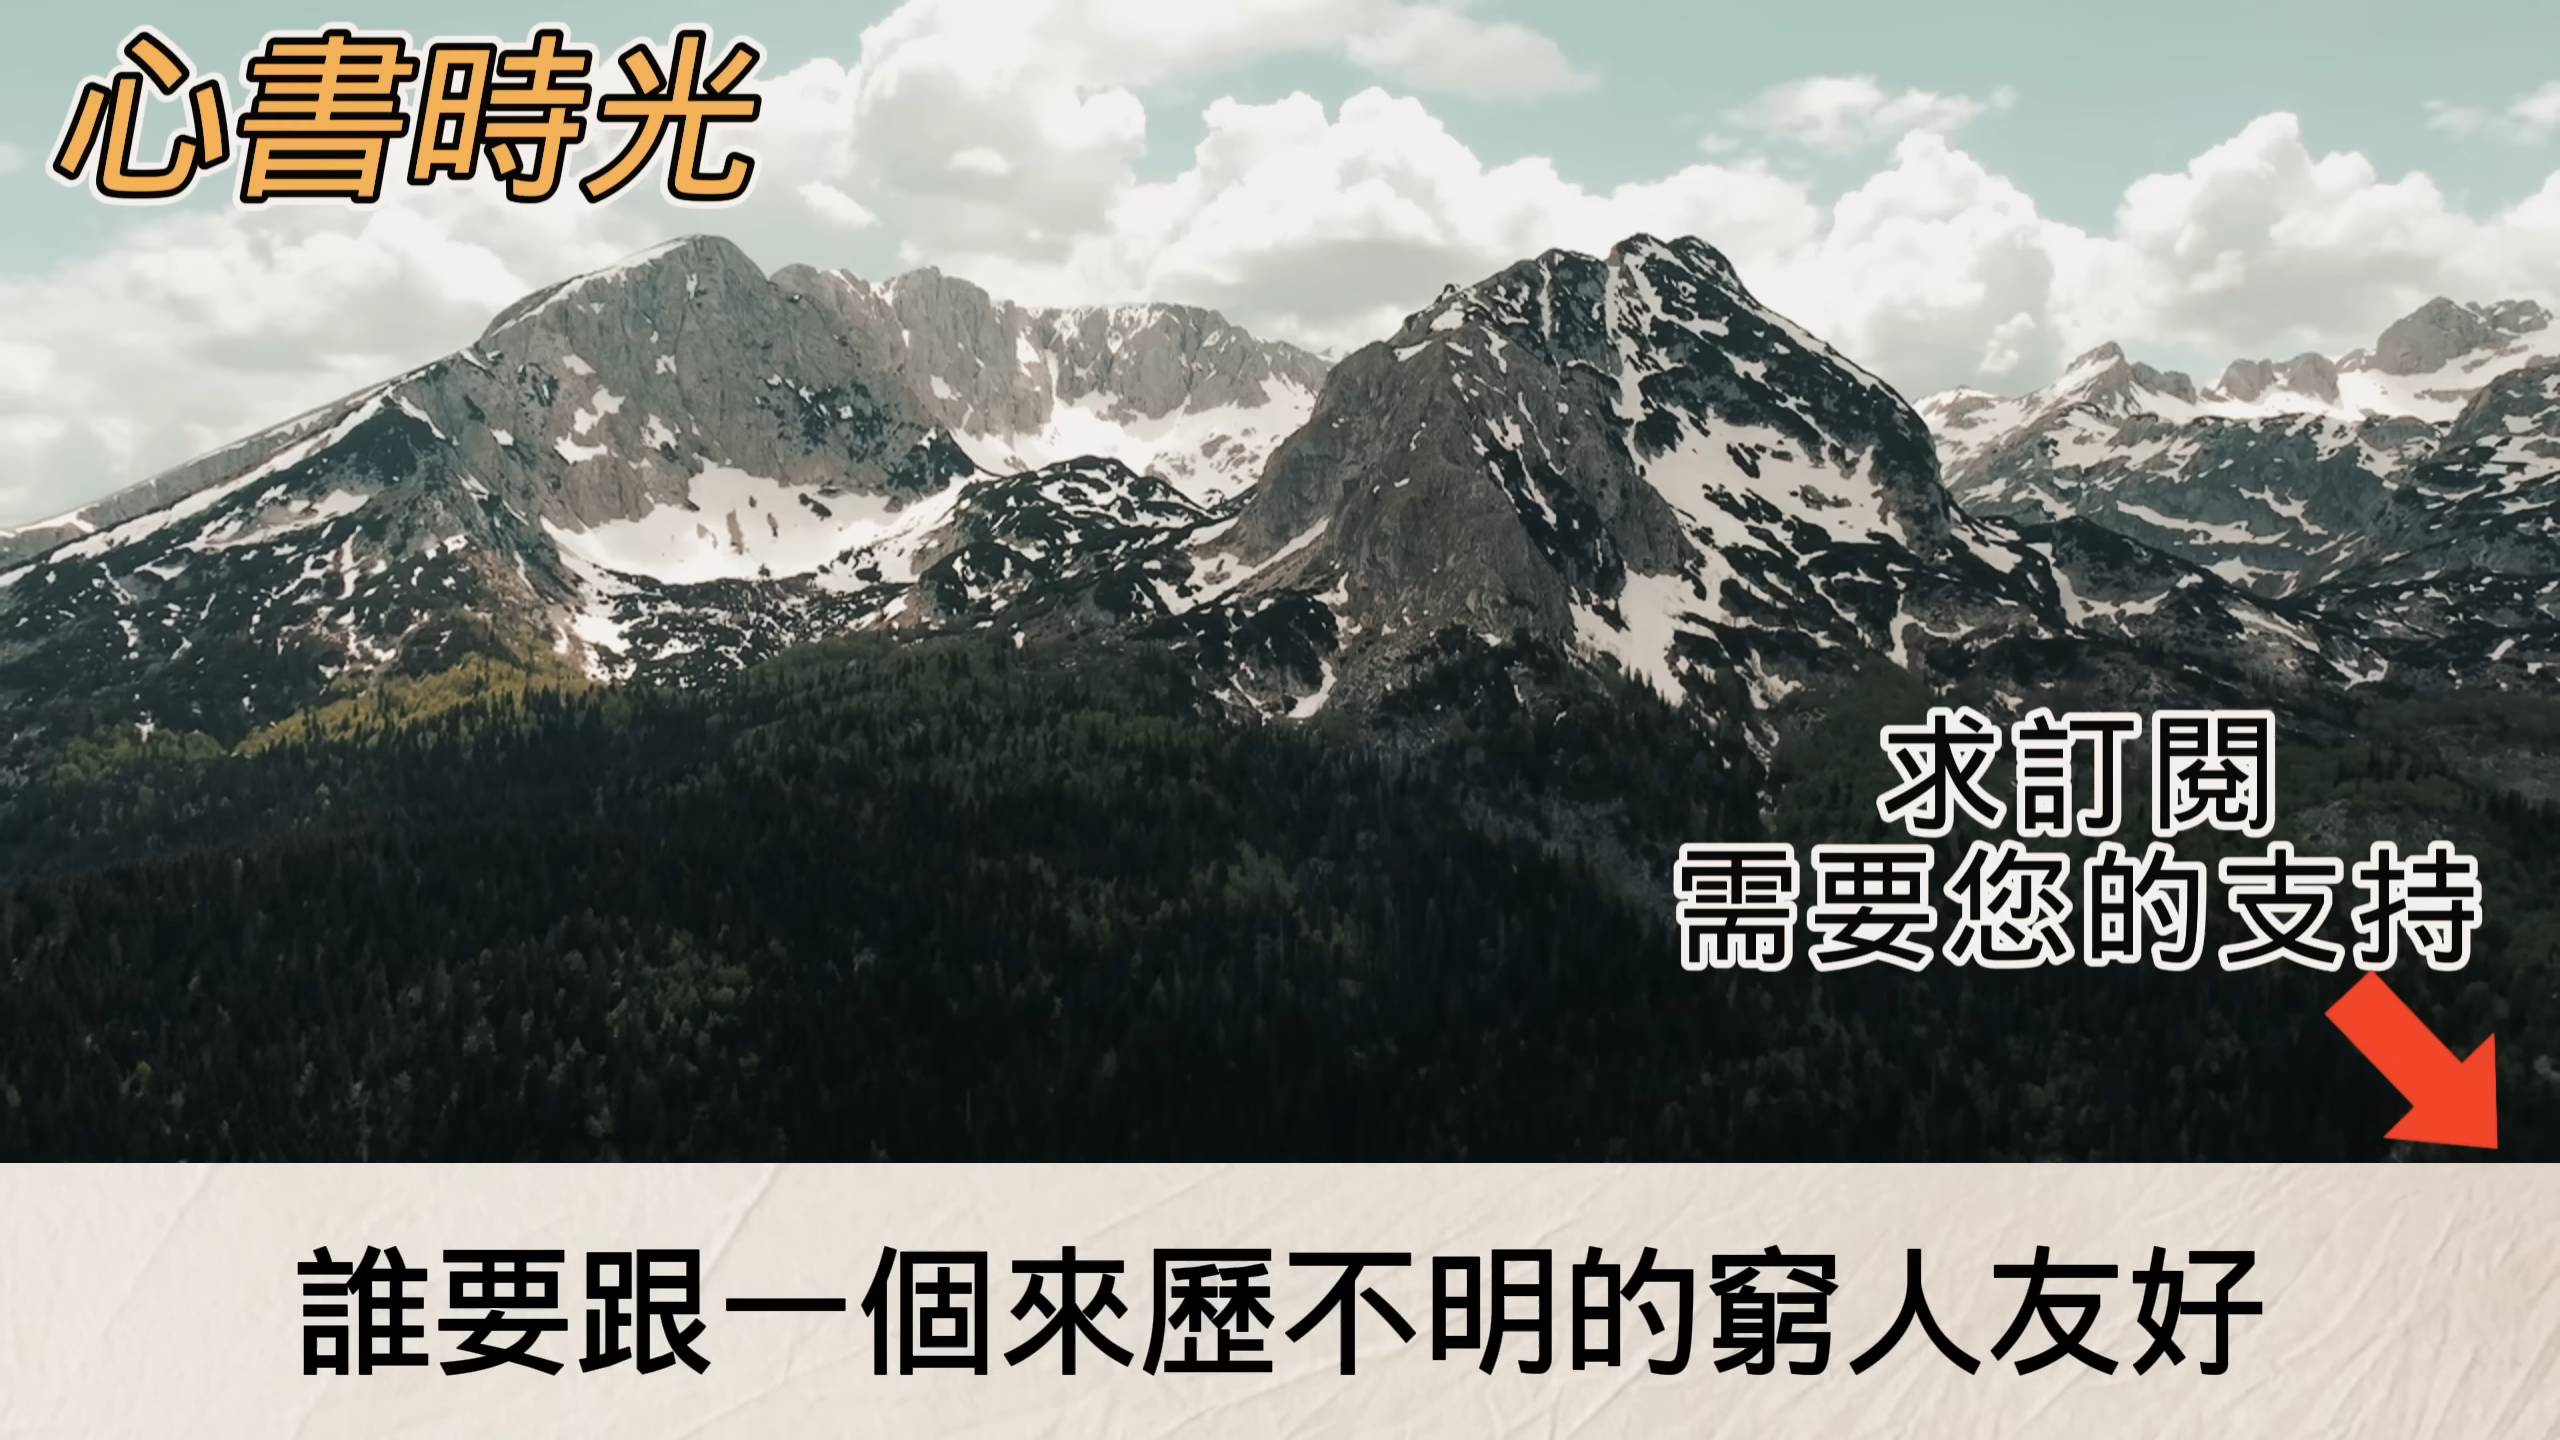 心書時光
求訂閱
需要您的支持
誰要跟一個來歷不明的窮人友好